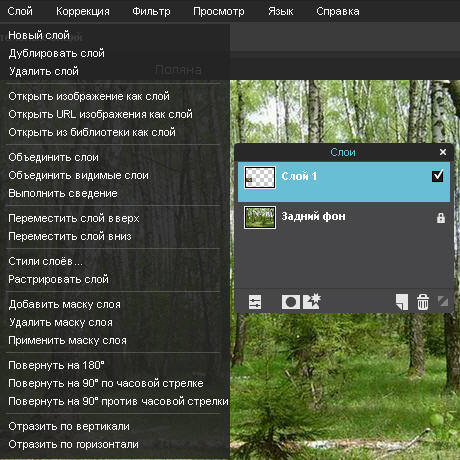 Слой Коррекция Фильтр Просмотр Язык Справка
Новый слой
Дублировать слой
Удалить слой
Поляна
Открыть изображение как слой
Открыть URL изображения как слой
Открыть из библиотеки как слой
Объединить слои
Объединить видимые слои
Выполнить сведение
Переместить слой вверх
Переместить слой вниз
Стили слоёв...
Растрировать слой
Добавить маску слоя
Удалить маску слоя
Применить маску слоя
Повернуть на 180°
Повернуть на 90° по часовой стрелке
Повернуть на 90° против часовой стрелки
Отразить по вертикали
Отразить по горизонтали
Слои
Слой 1
Задний фон